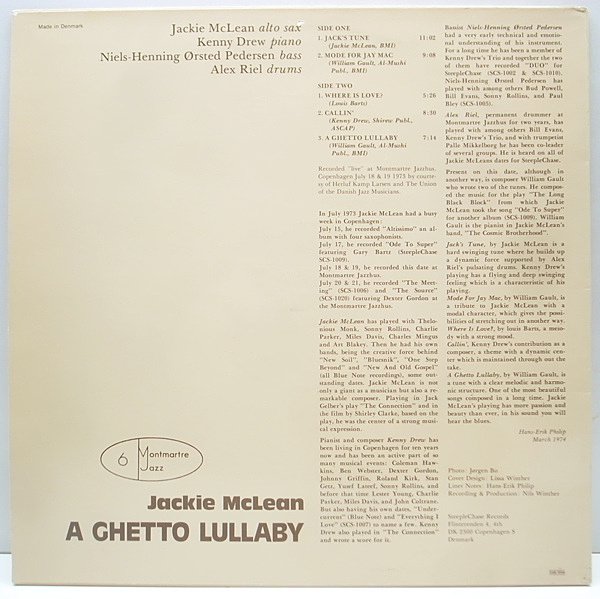 Made in Denmark
Jackie McLean alto sax
Kenny Drew piano
Niels-Henning Ørsted Pedersen bass
Alex Riel drums
SIDE ONE
1. JACK'S TUNE 11:02
(Jackie McLean, BMI)
2. MODE FOR JAY MAC 9:08
(William Gault, Al-Mushi
Publ., BMI)
SIDE TWO
1. WHERE IS LOVE? 5:26
(Louis Barts)
2. CALLIN' 8:30
(Kenny Drew, Shirew Publ.,
ASCAP)
3. A GHETTO LULLABY 7:14
(William Gault, Al-Mushi
Publ., BMI)
Recorded "live" at Montmartre Jazzhus,
Copenhagen July 18 & 19 1973 by courte-
sy of Herluf Kamp Larsen and The Union
of the Danish Jazz Musicians.
In July 1973 Jackie McLean had a busy
week in Copenhagen:
July 15, he recorded "Altissimo" an al-
bum with four saxophonists.
July 17, he recorded "Ode To Super"
featuring Gary Bartz (SteepleChase
SCS-1009).
July 18 & 19, he recorded this date at
Montmartre Jazzhus.
July 20 & 21, he recorded "The Meet-
ing" (SCS-1006) and "The Source"
(SCS-1020) featuring Dexter Gordon at
the Montmartre Jazzhus.
Jackie McLean has played with Thelo-
nious Monk, Sonny Rollins, Charlie
Parker, Miles Davis, Charles Mingus
and Art Blakey. Then he had his own
bands, being the creative force behind
"New Soil", "Bluesnik", "One Step
Beyond" and "New And Old Gospel"
(all Blue Note recordings), some out-
standing dates. Jackie McLean is not
only a giant as musician but also a re-
markable composer. Playing in Jack
Gelber's play "The Connection" and in
the film by Shirley Clarke, based on the
play, he was the center of a strong musi-
cal expression.
Pianist and composer Kenny Drew has
been living in Copenhagen for ten years
now and has been an active part of so
many musical events: Coleman Haw-
kins, Ben Webster, Dexter Gordon,
Johnny Griffin, Roland Kirk, Stan
Getz, Yusef Lateef, Sonny Rollins, and
before that time Lester Young, Charlie
Parker, Miles Davis, and John Coltrane.
But also having his own dates, "Under-
current" (Blue Note) and "Everything I
Love" (SCS-1007) to name a few. Kenny
Drew also played in "The Connection"
and wrote a score for it.
Bassist Niels-Henning Ørsted Pedersen
had a very early technical and emotio-
nal understanding of his instrument.
For a long time he has been a member of
Kenny Drew's Trio and together the two
of them have recorded "DUO" for
SteepleChase (SCS-1002 & SCS-1010).
Niels-Henning Ørsted Pedersen has
played with among others Bud Powell,
Bill Evans, Sonny Rollins, and Paul
Bley (SCS-1005).
Alex Riel, permanent drummer at
Montmartre Jazzhus for two years, has
played with among others Bill Evans,
Kenny Drew's Trio, and with trumpetist
Palle Mikkelborg he has been co-leader
of several groups. He is heard on all of
Jackie McLeans dates for SteepleChase.
Present on this date, although in
another way, is composer William Gault
who wrote two of the tunes. He compos-
ed the music for the play "The Long
Black Block" from which Jackie
McLean took the song "Ode To Super"
for another album (SCS-1009). William
Gault is the pianist in Jackie McLean's
band, "The Cosmic Brotherhood".
Jack's Tune, by Jackie McLean is a
hard swinging tune where he builds up
a dynamic force supported by Alex
Riel's pulsating drums. Kenny Drew's
playing has a flying and deep swinging
feeling which is a characteristic of his
playing.
Mode For Jay Mac, by William Gault, is
a tribute to Jackie McLean with a
modal character, which gives the possi-
bilities of stretching out in another way.
Where Is Love?, by louis Barts, a melo-
dy with a strong mood.
Callin', Kenny Drew's contribution as a
composer, a theme with a dynamic cen-
ter which is maintained through out the
take.
A Ghetto Lullaby, by William Gault, is
a tune with a clear melodic and harmo-
nic structure. One of the most beautiful
songs composed in a long time. Jackie
McLean's playing has more passion and
beauty than ever, in his sound you will
hear the blues.
Hans-Erik Philip
March 1974
Photo: Jørgen Bo
Cover Design: Lissa Winther
Liner Notes: Hans-Erik Philip
Recording & Production: Nils Winther
SteepleChase Records
DK 2500 Copenhagen S
Denmark
6 Montmartre
Jazz
Jackie McLean
A GHETTO LULLABY